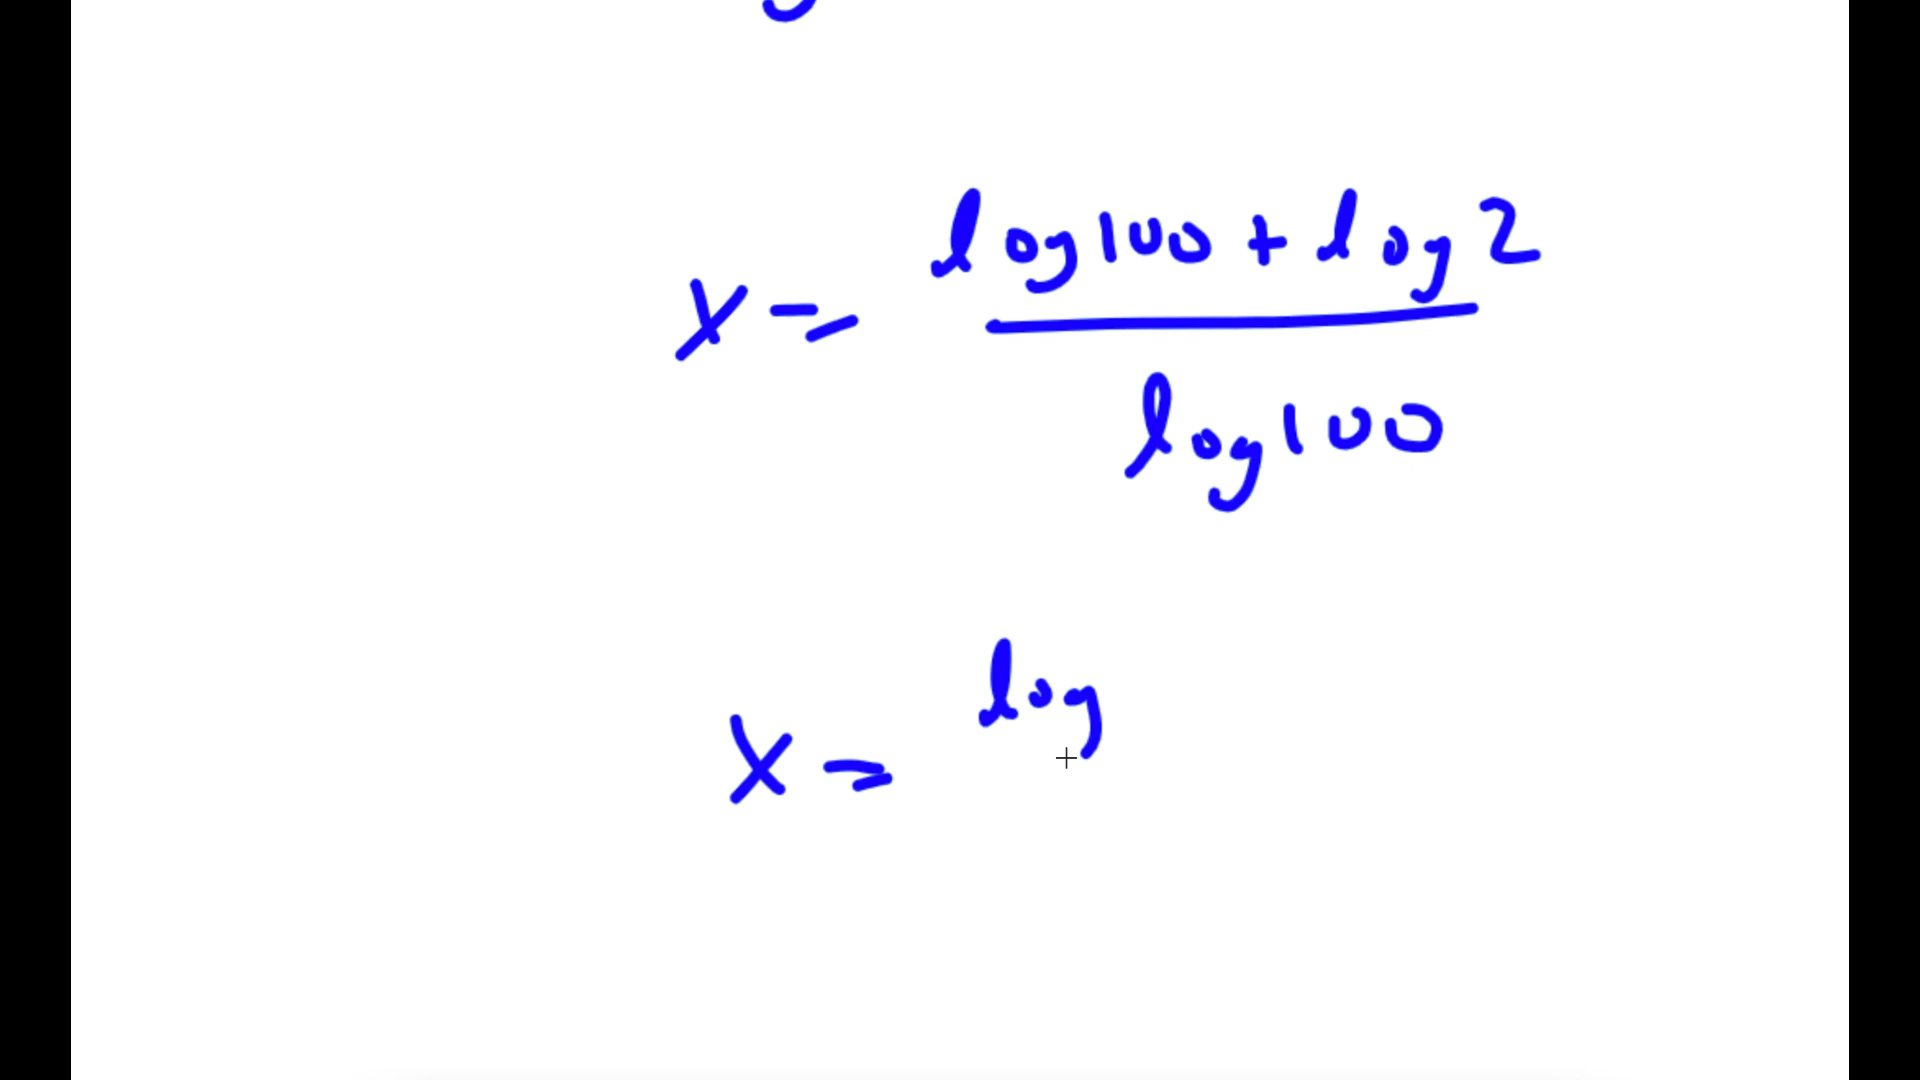 x = log100 + log2 / log100
x = log